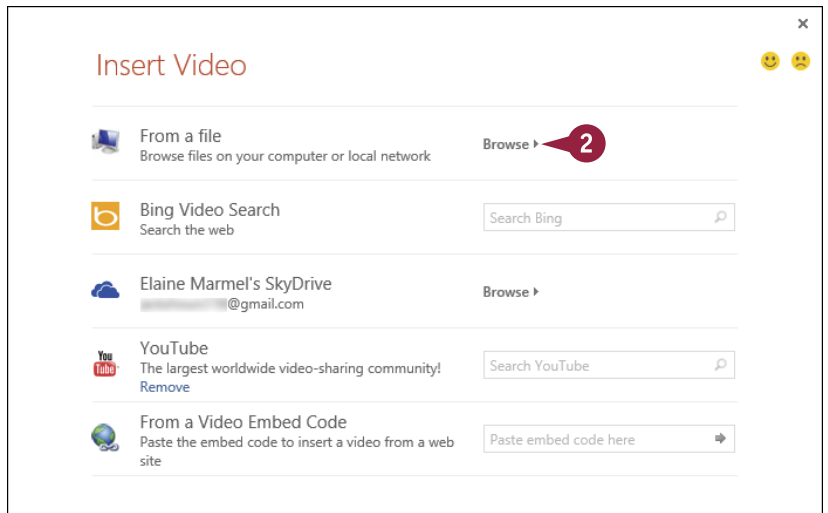 Insert Video
From a file
Browse files on your computer or local network
Browse
2
b
Bing Video Search
Search the web
Search Bing
Elaine Marmel's SkyDrive
@gmail.com
Browse
You
Tube
YouTube
The largest worldwide video-sharing community!
Remove
Search YouTube
From a Video Embed Code
Paste the embed code to insert a video from a web
site
Paste embed code here